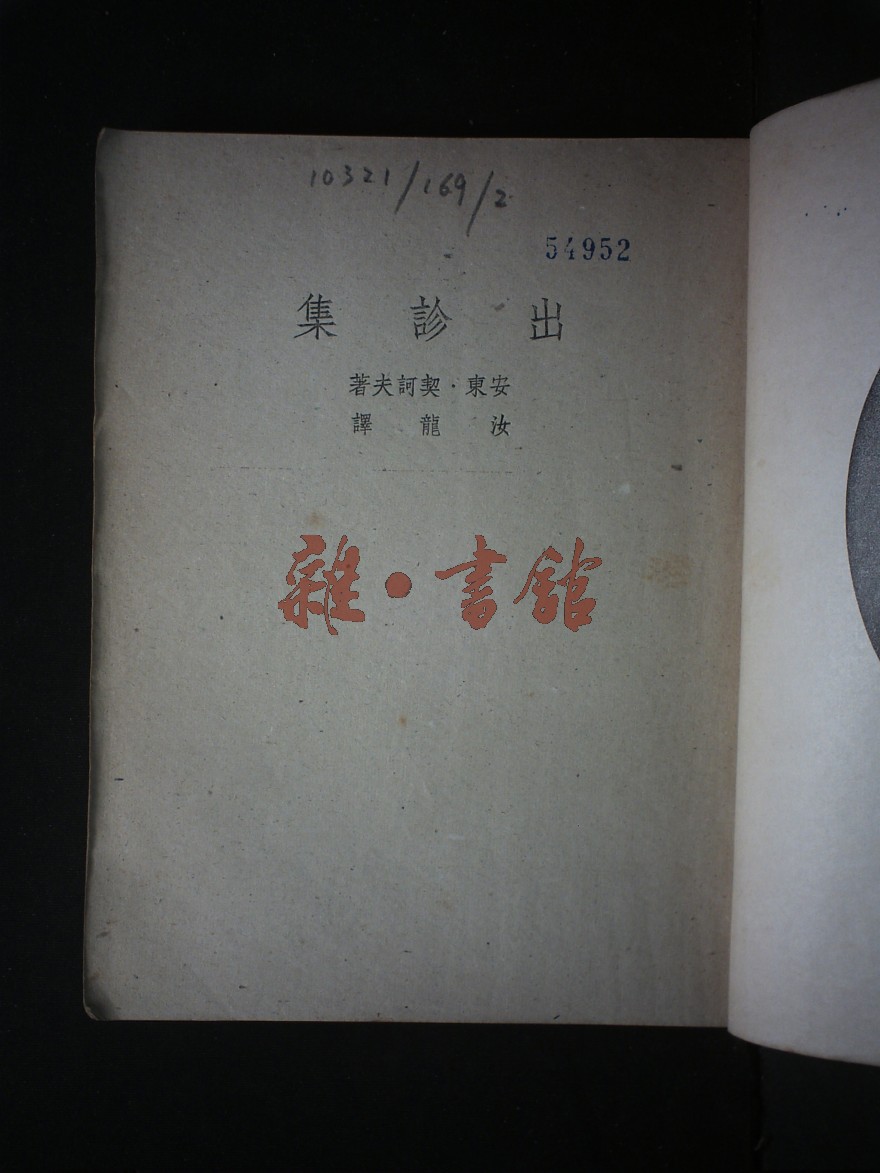 10321/169/2
54952
出診集
安東·契訶夫著
汝龍譯
雜·書館